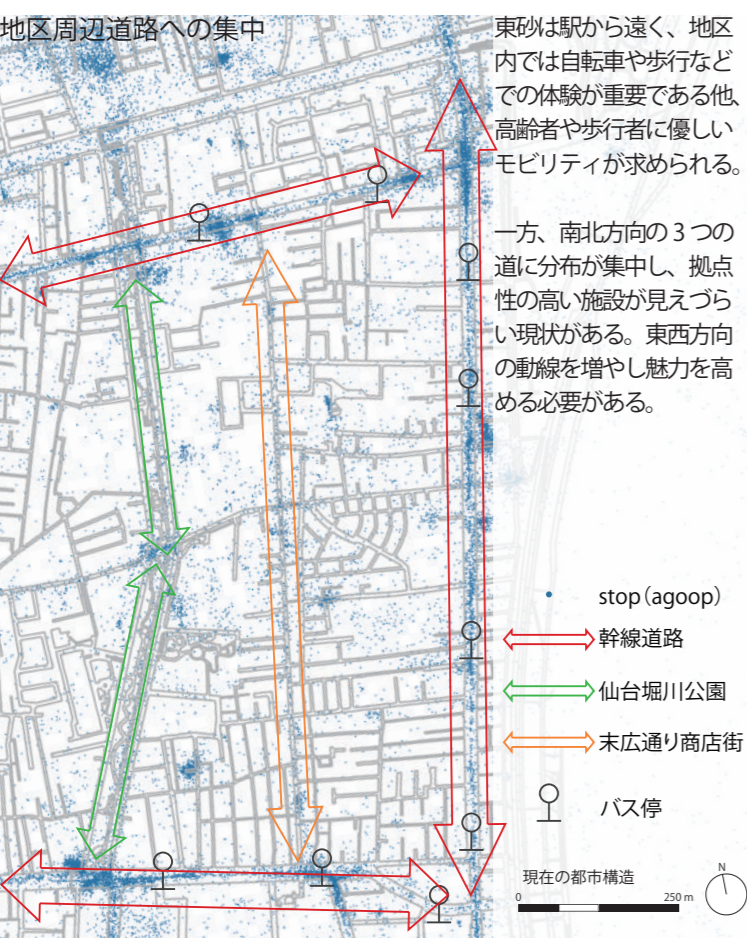 地区周辺道路への集中
東砂は駅から遠く、地区
内では自転車や歩行など
での体験が重要である他、
高齢者や歩行者に優しい
モビリティが求められる。
一方、南北方向の3つの
道に分布が集中し、拠点
性の高い施設が見えづら
い現状がある。東西方向
の動線を増やし魅力を高
める必要がある。
stop（agoop）
幹線道路
仙台堀川公園
末広通り商店街
バス停
現在の都市構造
0 250 m
N